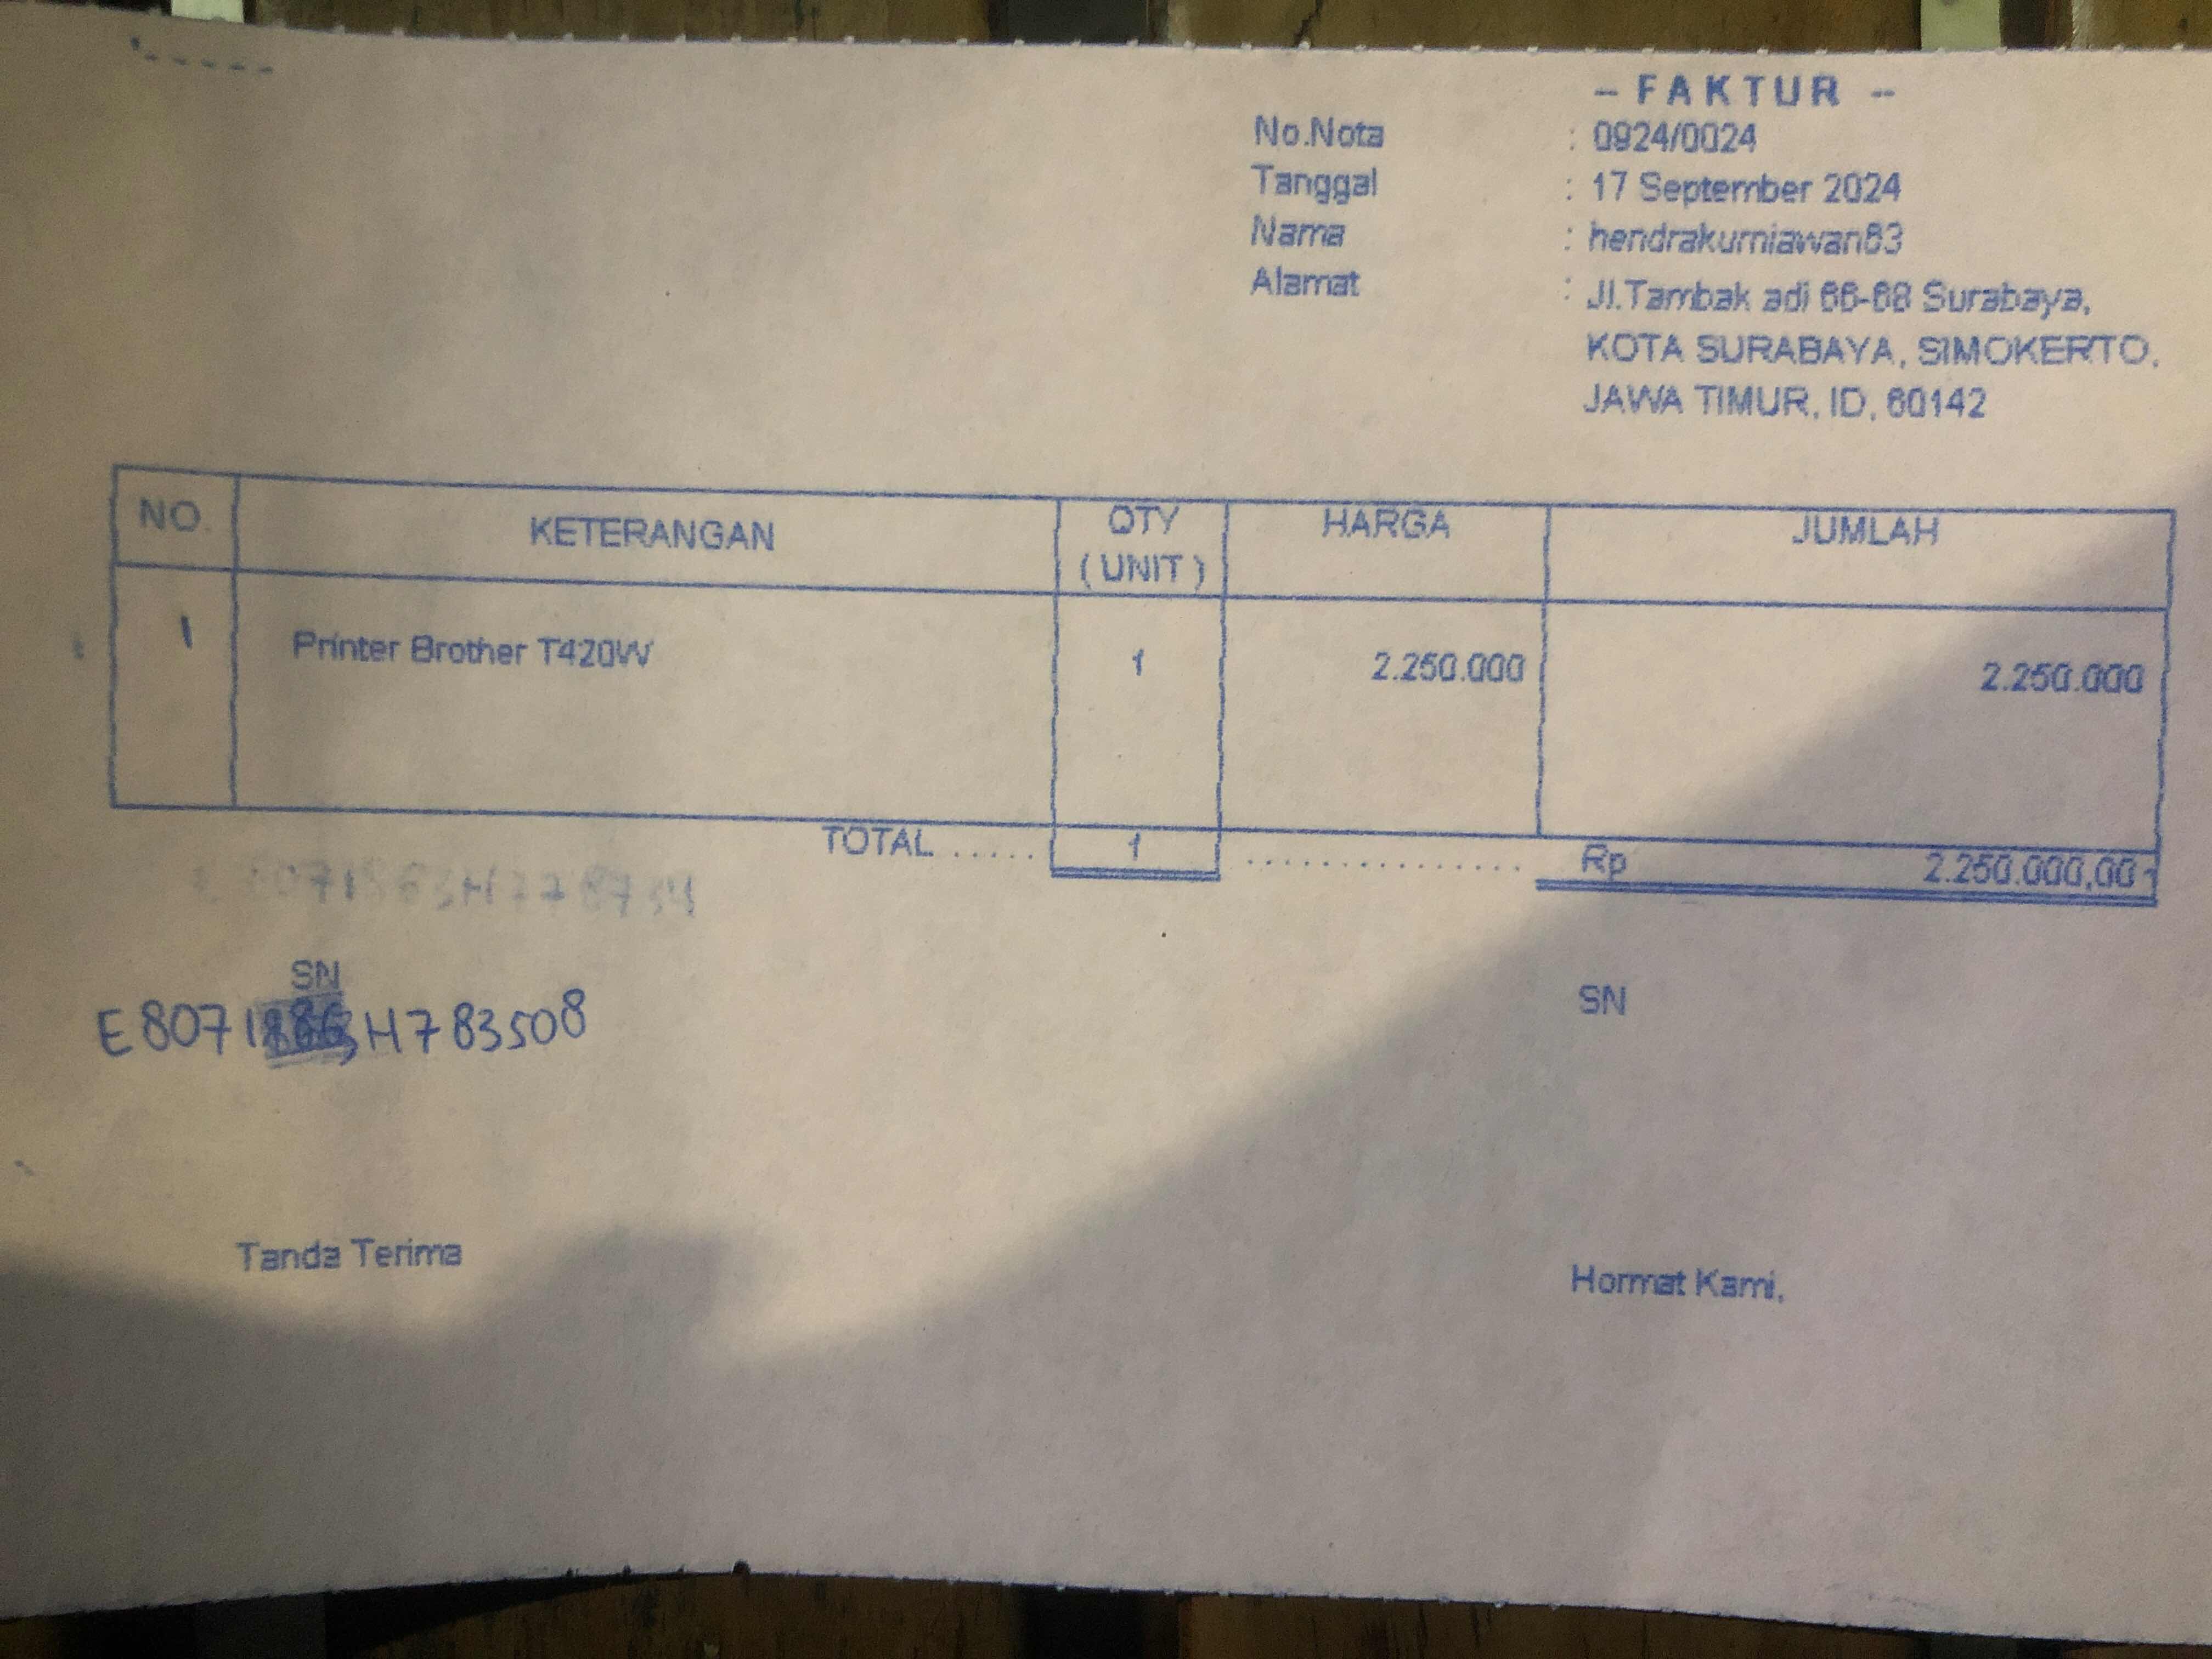 – FAKTUR –
No.Nota : 0924/0024
Tanggal : 17 September 2024
Nama : hendrakurniawan83
Alamat : Jl.Tambak adi 66-68 Surabaya,
KOTA SURABAYA, SIMOKERTO,
JAWA TIMUR, ID, 60142
NO. KETERANGAN QTY HARGA JUMLAH
( UNIT )
1 Printer Brother T420W 1 2.250.000 2.250.000
TOTAL ..... 1 .............. Rp 2.250.000,00
SN SN
Tanda Terima Hormat Kami,